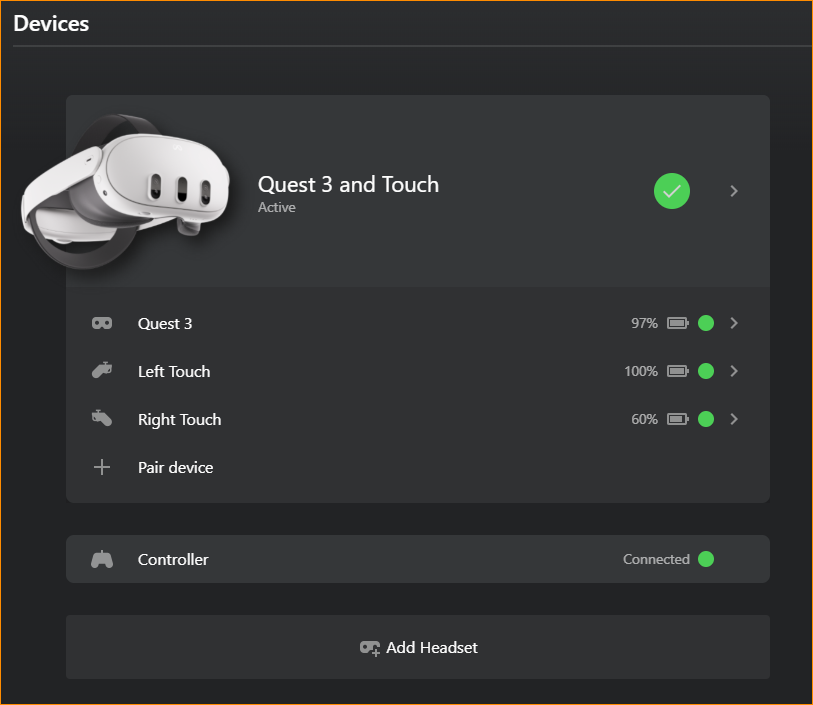 Devices
Quest 3 and Touch
Active
Quest 3 97%
Left Touch 100%
Right Touch 60%
Pair device
Controller Connected
Add Headset